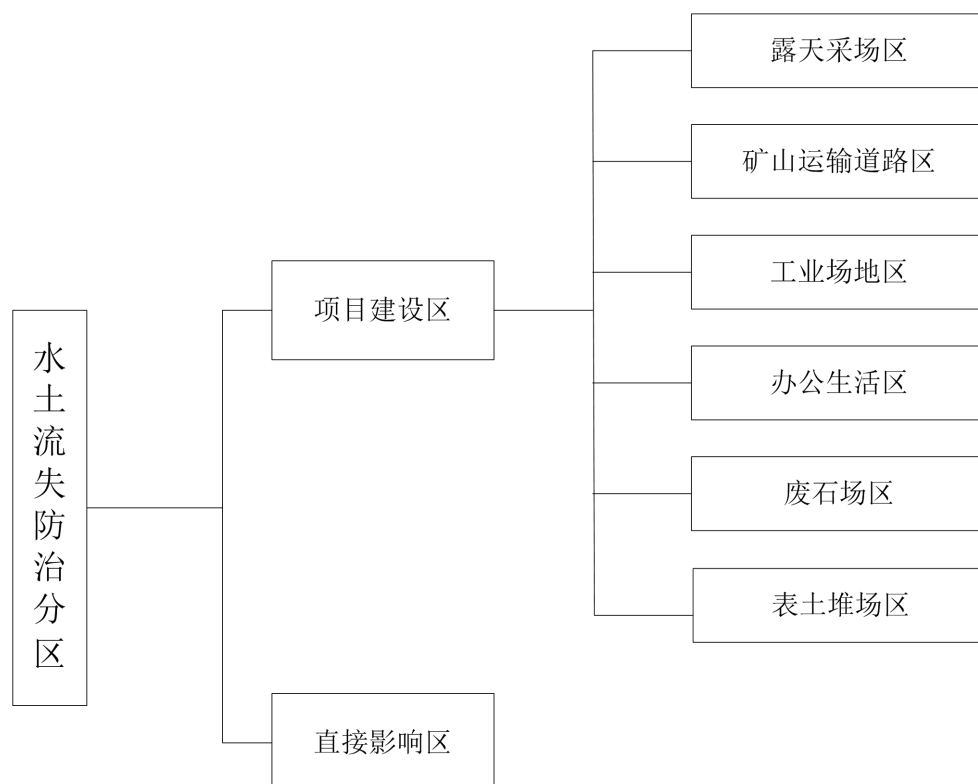 水土流失防治分区
项目建设区
露天采场区
矿山运输道路区
工业场地区
办公生活区
废石场区
表土堆场区
直接影响区